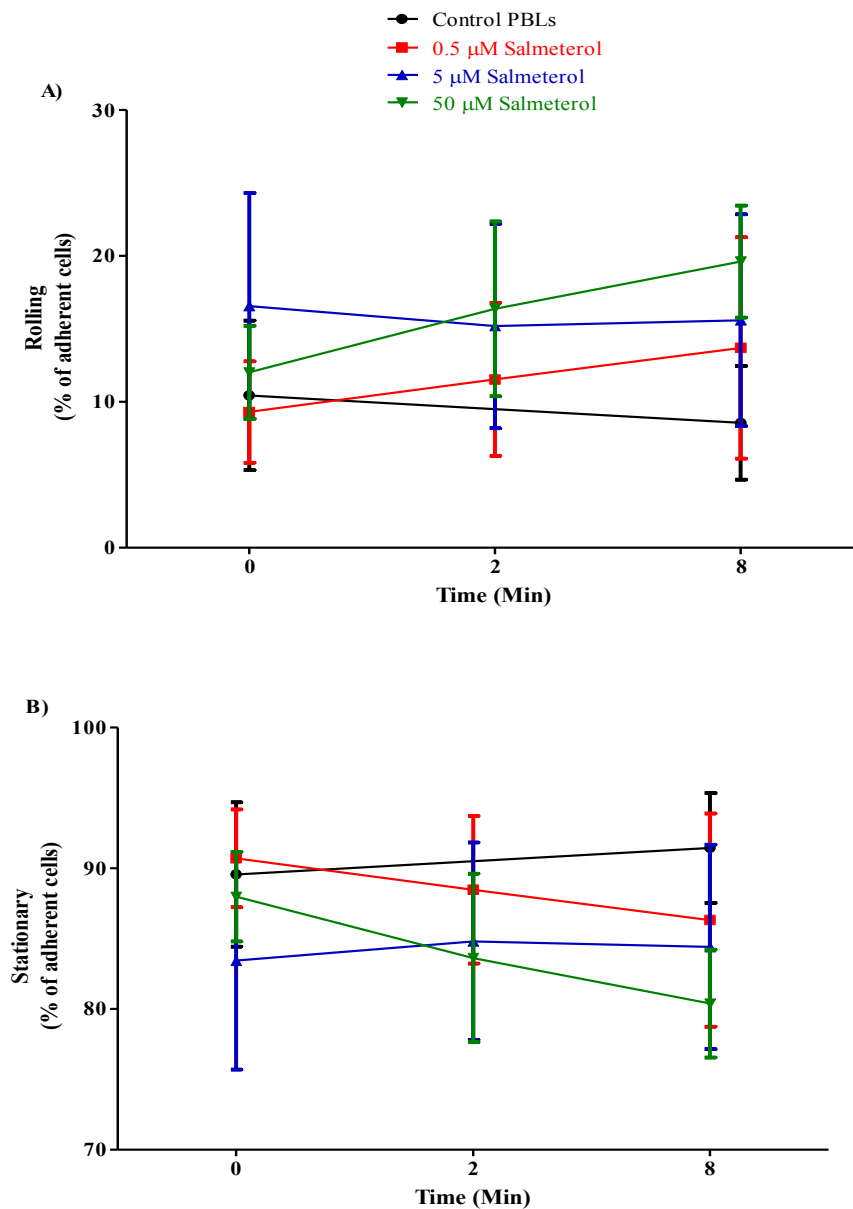 Control PBLs
0.5 μM Salmeterol
5 μM Salmeterol
50 μM Salmeterol
A)
30
20
10
0
Rolling
(% of adherent cells)
0 2 8
Time (Min)
B)
100
90
80
70
Stationary
(% of adherent cells)
0 2 8
Time (Min)